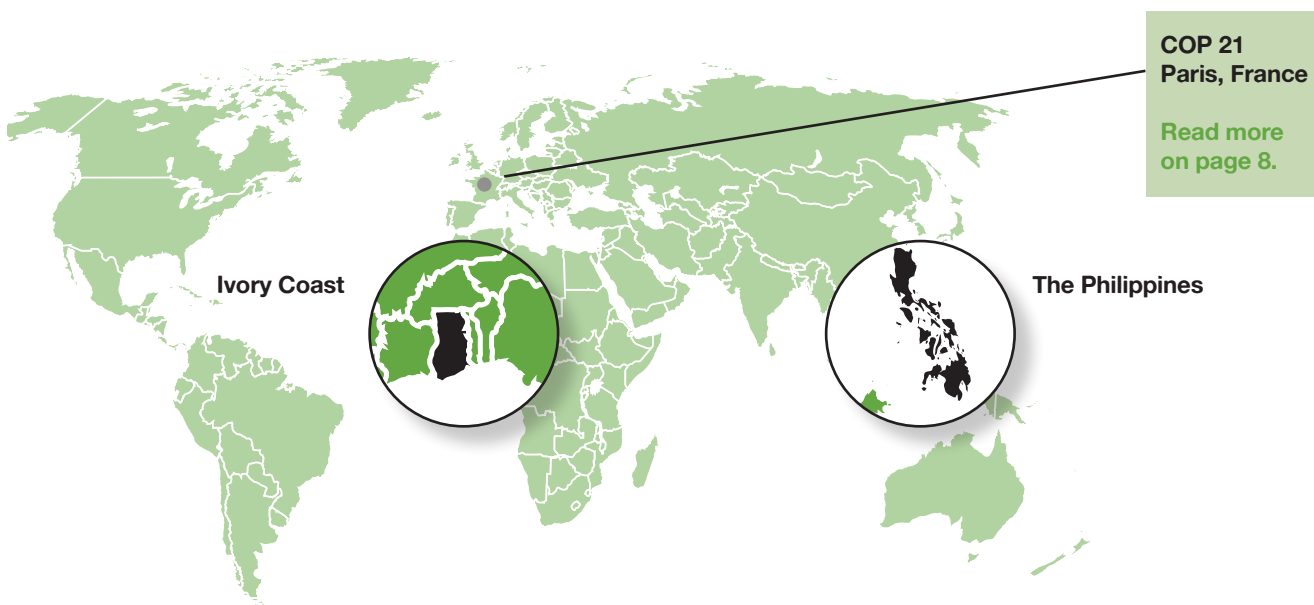 COP 21
Paris, France
Read more
on page 8.
Ivory Coast
The Philippines